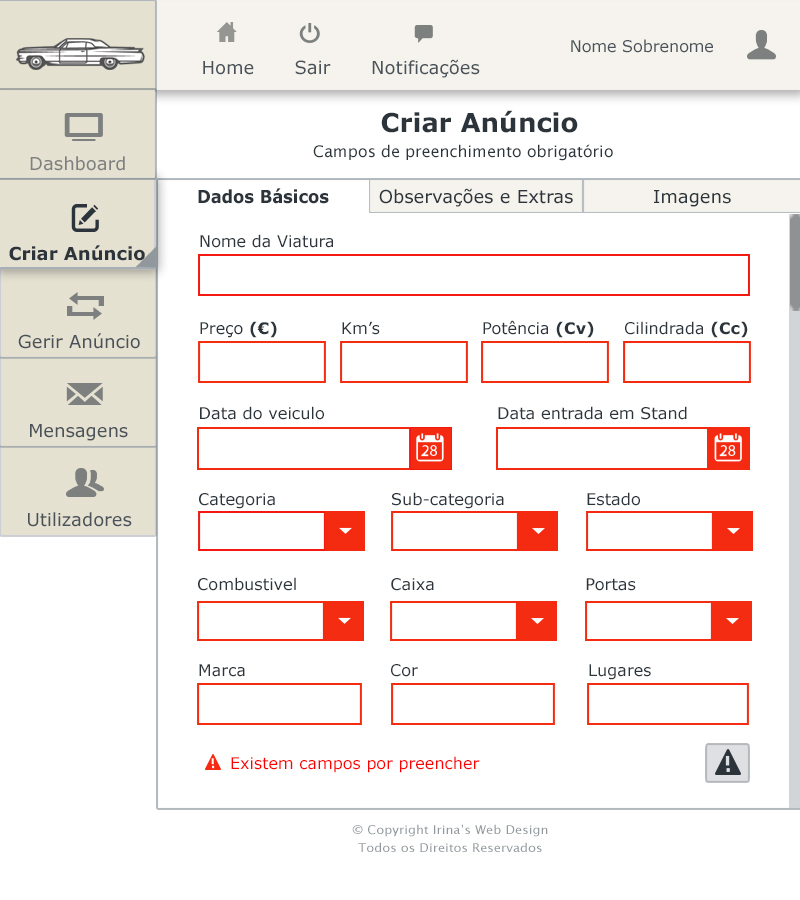 Home Sair Notificações Nome Sobrenome
Dashboard
Criar Anúncio
Gerir Anúncio
Mensagens
Utilizadores
Criar Anúncio
Campos de preenchimento obrigatório
Dados Básicos Observações e Extras Imagens
Nome da Viatura
Preço (€) Km's Potência (Cv) Cilindrada (Cc)
Data do veiculo Data entrada em Stand
28 28
Categoria Sub-categoria Estado
Combustivel Caixa Portas
Marca Cor Lugares
Existem campos por preencher
© Copyright Irina's Web Design
Todos os Direitos Reservados